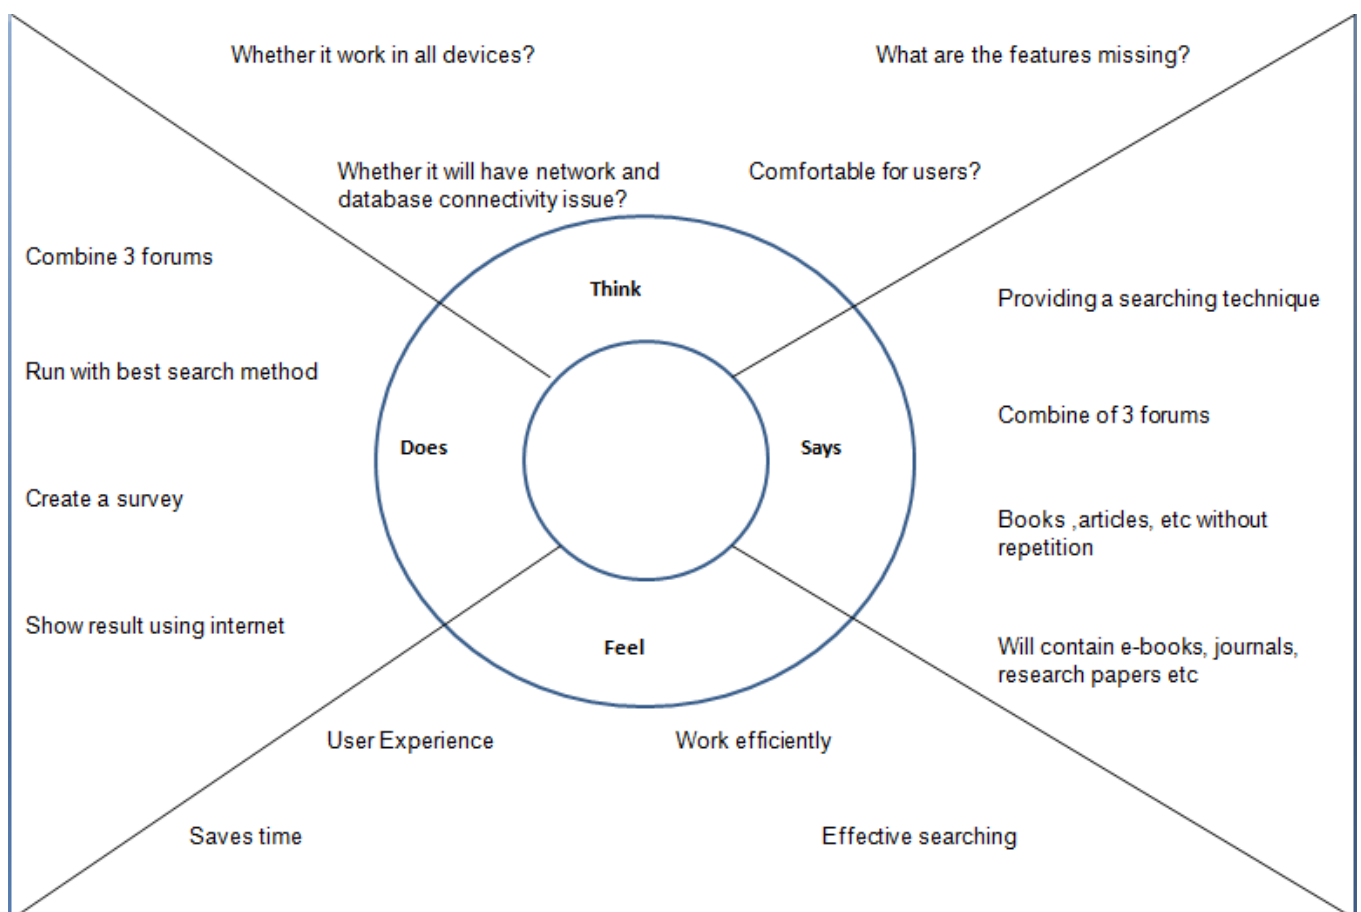 Whether it work in all devices?
What are the features missing?
Whether it will have network and
database connectivity issue?
Comfortable for users?
Think
Combine 3 forums
Run with best search method
Does
Create a survey
Show result using internet
Says
Providing a searching technique
Combine of 3 forums
Books ,articles, etc without
repetition
Will contain e-books, journals,
research papers etc
Feel
User Experience
Work efficiently
Saves time
Effective searching